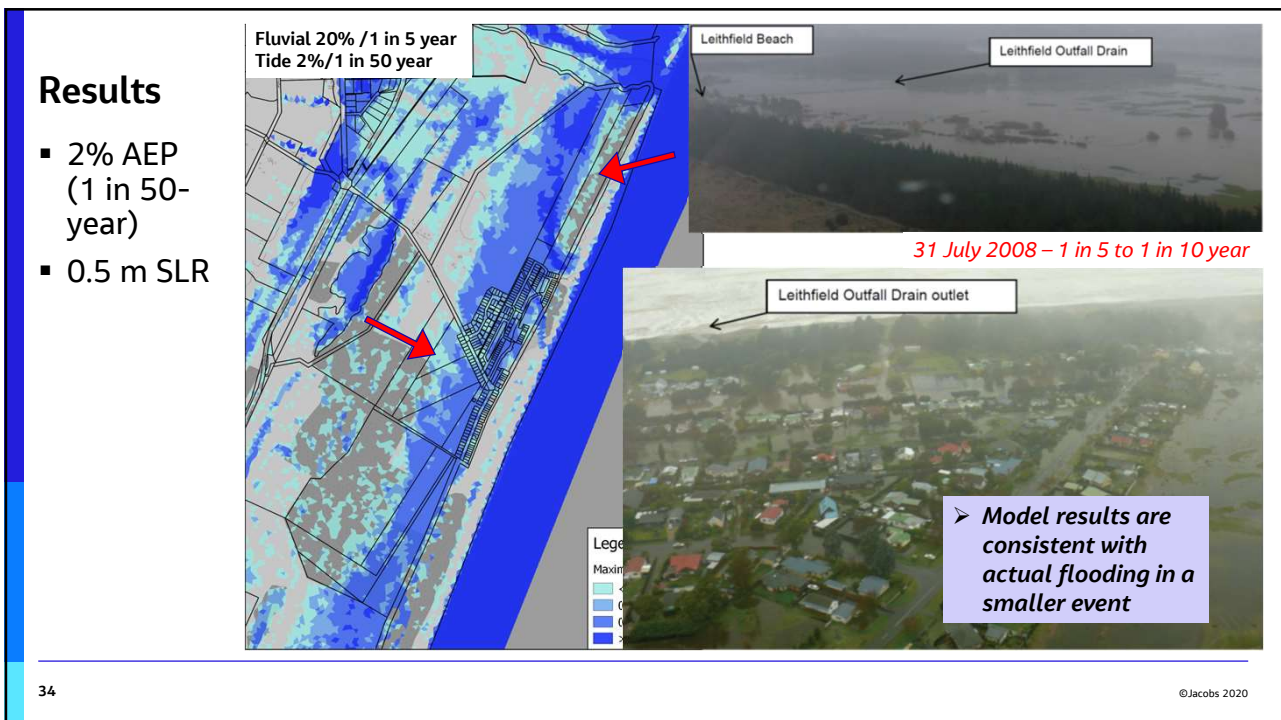 Results
▪ 2% AEP
(1 in 50-
year)
▪ 0.5 m SLR
Fluvial 20% /1 in 5 year
Tide 2%/1 in 50 year
Leithfield Beach
Leithfield Outfall Drain
31 July 2008 – 1 in 5 to 1 in 10 year
Leithfield Outfall Drain outlet
➢ Model results are
consistent with
actual flooding in a
smaller event
34
©Jacobs 2020